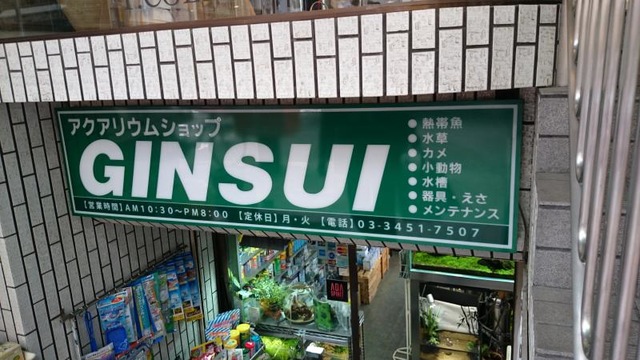 アクアリウムショップ
GINSUI
● 熱帯魚
● 水草
● カメ
● 小動物
● 水槽
● 器具・えさ
● メンテナンス
【営業時間】AM10:30〜PM8:00 【定休日】月・火 【電話】03-3451-7507
ADA